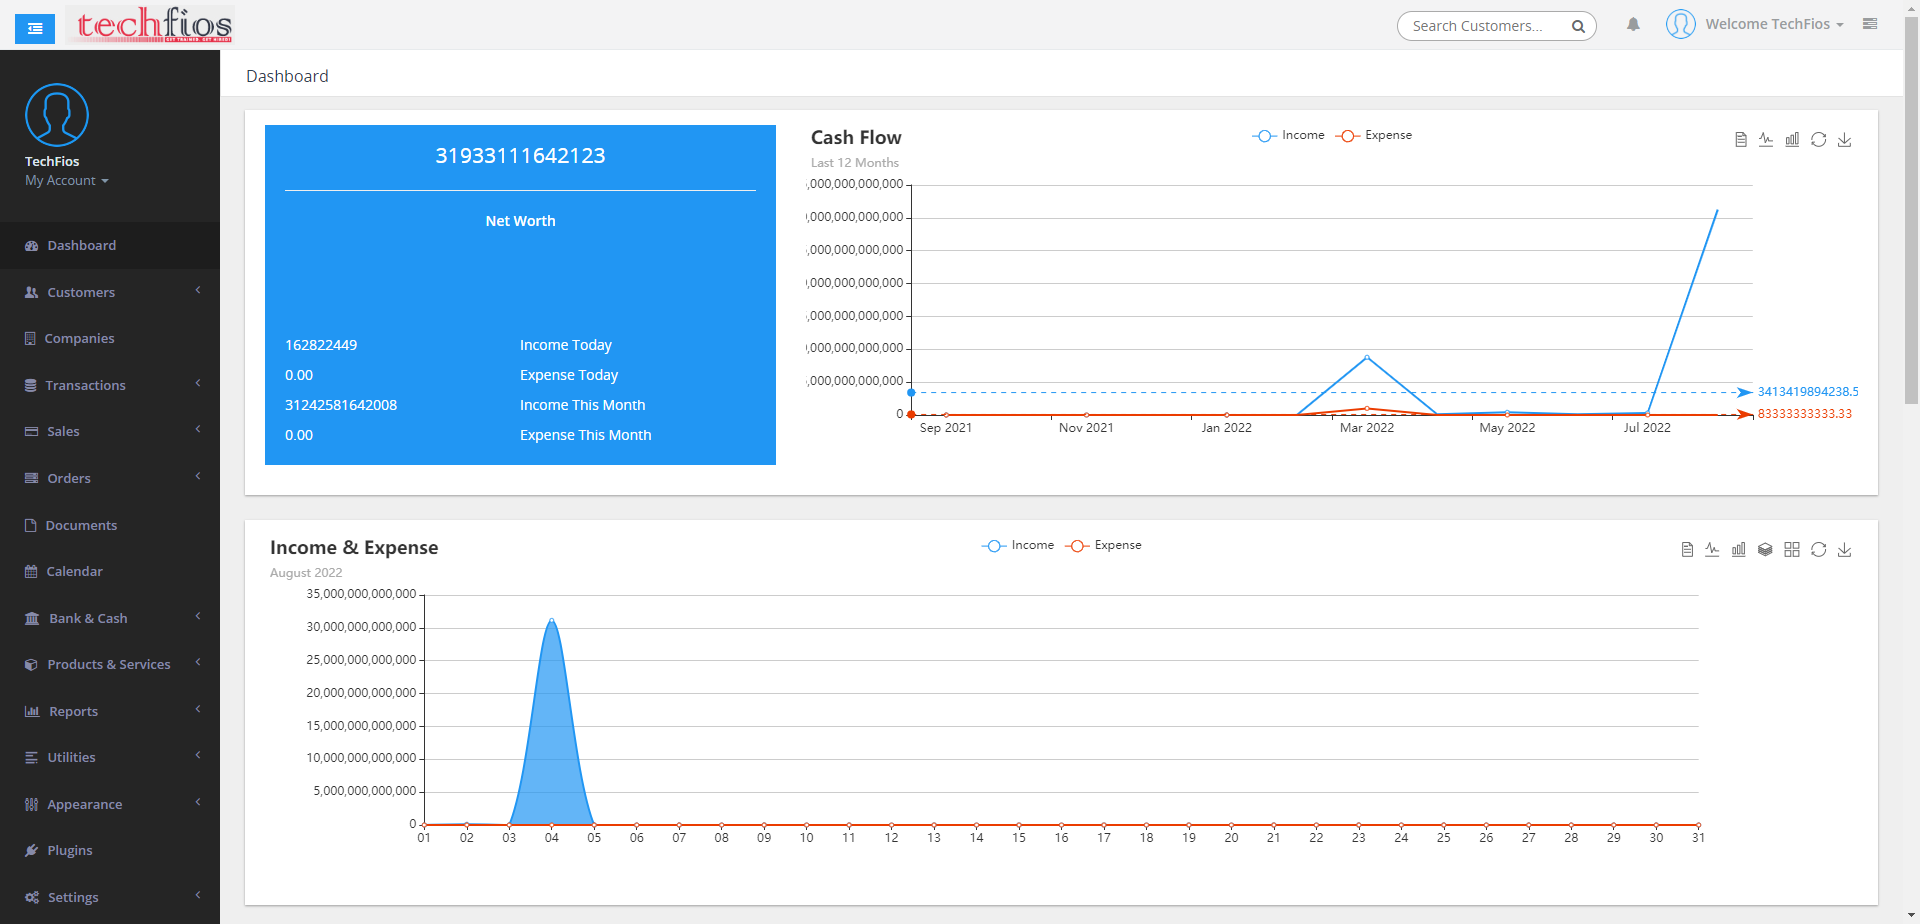 techfios
Search Customers...
Welcome TechFios
TechFios
My Account
Dashboard
Customers
Companies
Transactions
Sales
Orders
Documents
Calendar
Bank & Cash
Products & Services
Reports
Utilities
Appearance
Plugins
Settings
Dashboard
31933111642123
Net Worth
162822449 Income Today
0.00 Expense Today
31242581642008 Income This Month
0.00 Expense This Month
Cash Flow
Last 12 Months
Income Expense
,000,000,000,000
,000,000,000,000
,000,000,000,000
,000,000,000,000
,000,000,000,000
,000,000,000,000
,000,000,000,000
0
3413419894238.5
83333333333.33
Sep 2021 Nov 2021 Jan 2022 Mar 2022 May 2022 Jul 2022
Income & Expense
August 2022
Income Expense
35,000,000,000,000
30,000,000,000,000
25,000,000,000,000
20,000,000,000,000
15,000,000,000,000
10,000,000,000,000
5,000,000,000,000
0
01 02 03 04 05 06 07 08 09 10 11 12 13 14 15 16 17 18 19 20 21 22 23 24 25 26 27 28 29 30 31